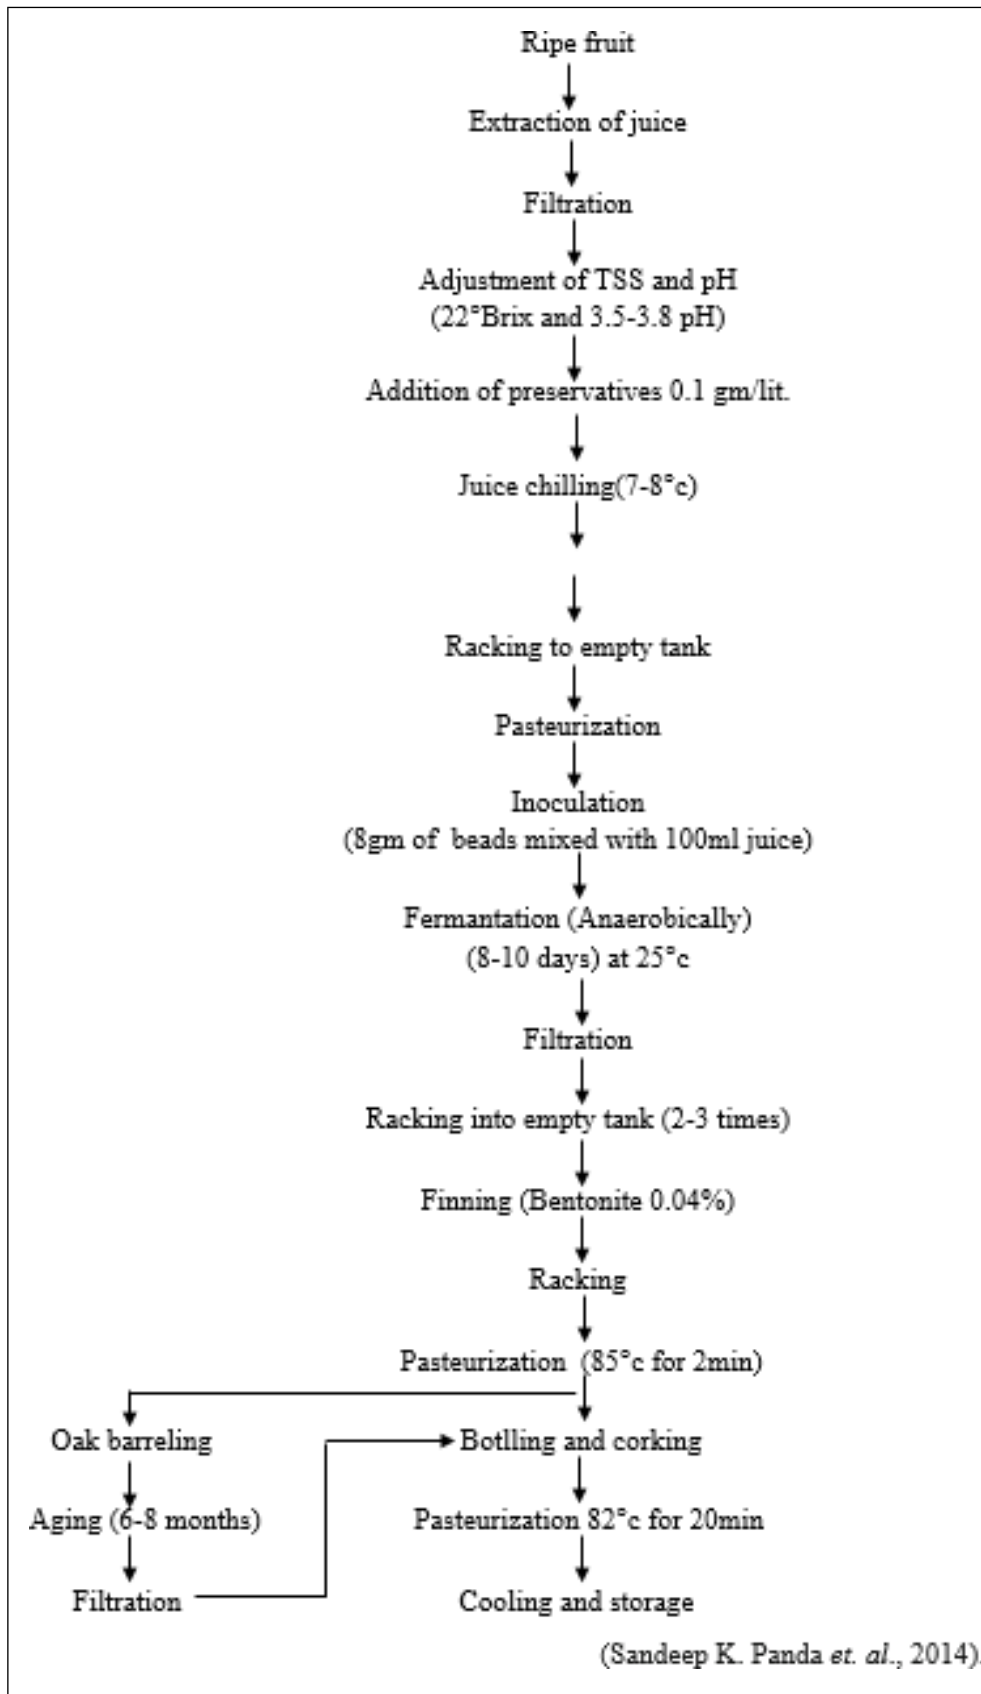 Ripe fruit
Extraction of juice
Filtration
Adjustment of TSS and pH
(22°Brix and 3.5-3.8 pH)
Addition of preservatives 0.1 gm/lit.
Juice chilling(7-8°c)
Racking to empty tank
Pasteurization
Inoculation
(8gm of beads mixed with 100ml juice)
Fermantation (Anaerobically)
(8-10 days) at 25°c
Filtration
Racking into empty tank (2-3 times)
Finning (Bentonite 0.04%)
Racking
Pasteurization (85°c for 2min)
Oak barreling
Botlling and corking
Aging (6-8 months)
Pasteurization 82°c for 20min
Filtration
Cooling and storage
(Sandeep K. Panda et. al., 2014).